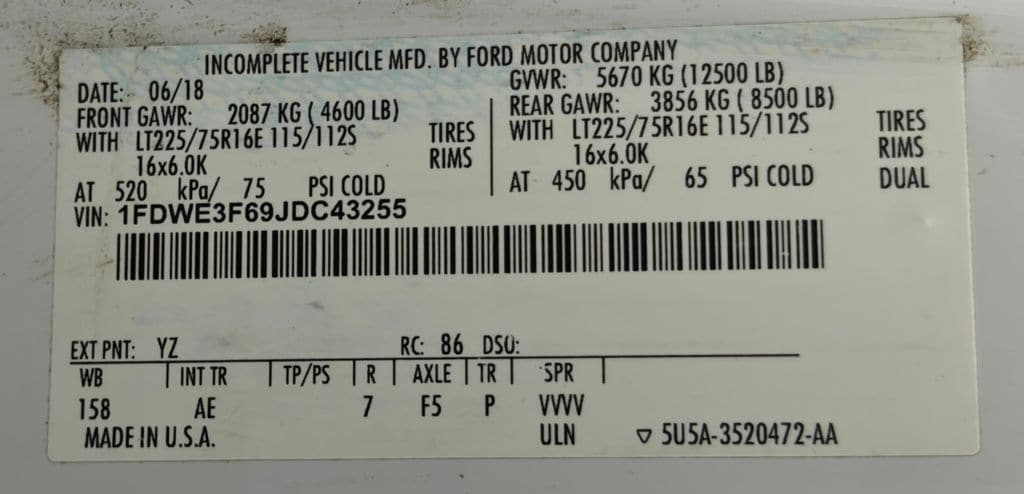 INCOMPLETE VEHICLE MFD. BY FORD MOTOR COMPANY
DATE: 06/18 GVWR: 5670 KG (12500 LB)
FRONT GAWR: 2087 KG ( 4600 LB) REAR GAWR: 3856 KG ( 8500 LB)
WITH LT225/75R16E 115/112S TIRES WITH LT225/75R16E 115/112S TIRES
16x6.0K RIMS 16x6.0K RIMS
AT 520 kPa/ 75 PSI COLD AT 450 kPa/ 65 PSI COLD DUAL
VIN: 1FDWE3F69JDC43255
EXT PNT: YZ RC: 86 DSO:
WB INT TR TP/PS R AXLE TR SPR
158 AE 7 F5 P VVVV
MADE IN U.S.A. ULN ▽ 5U5A-3520472-AA